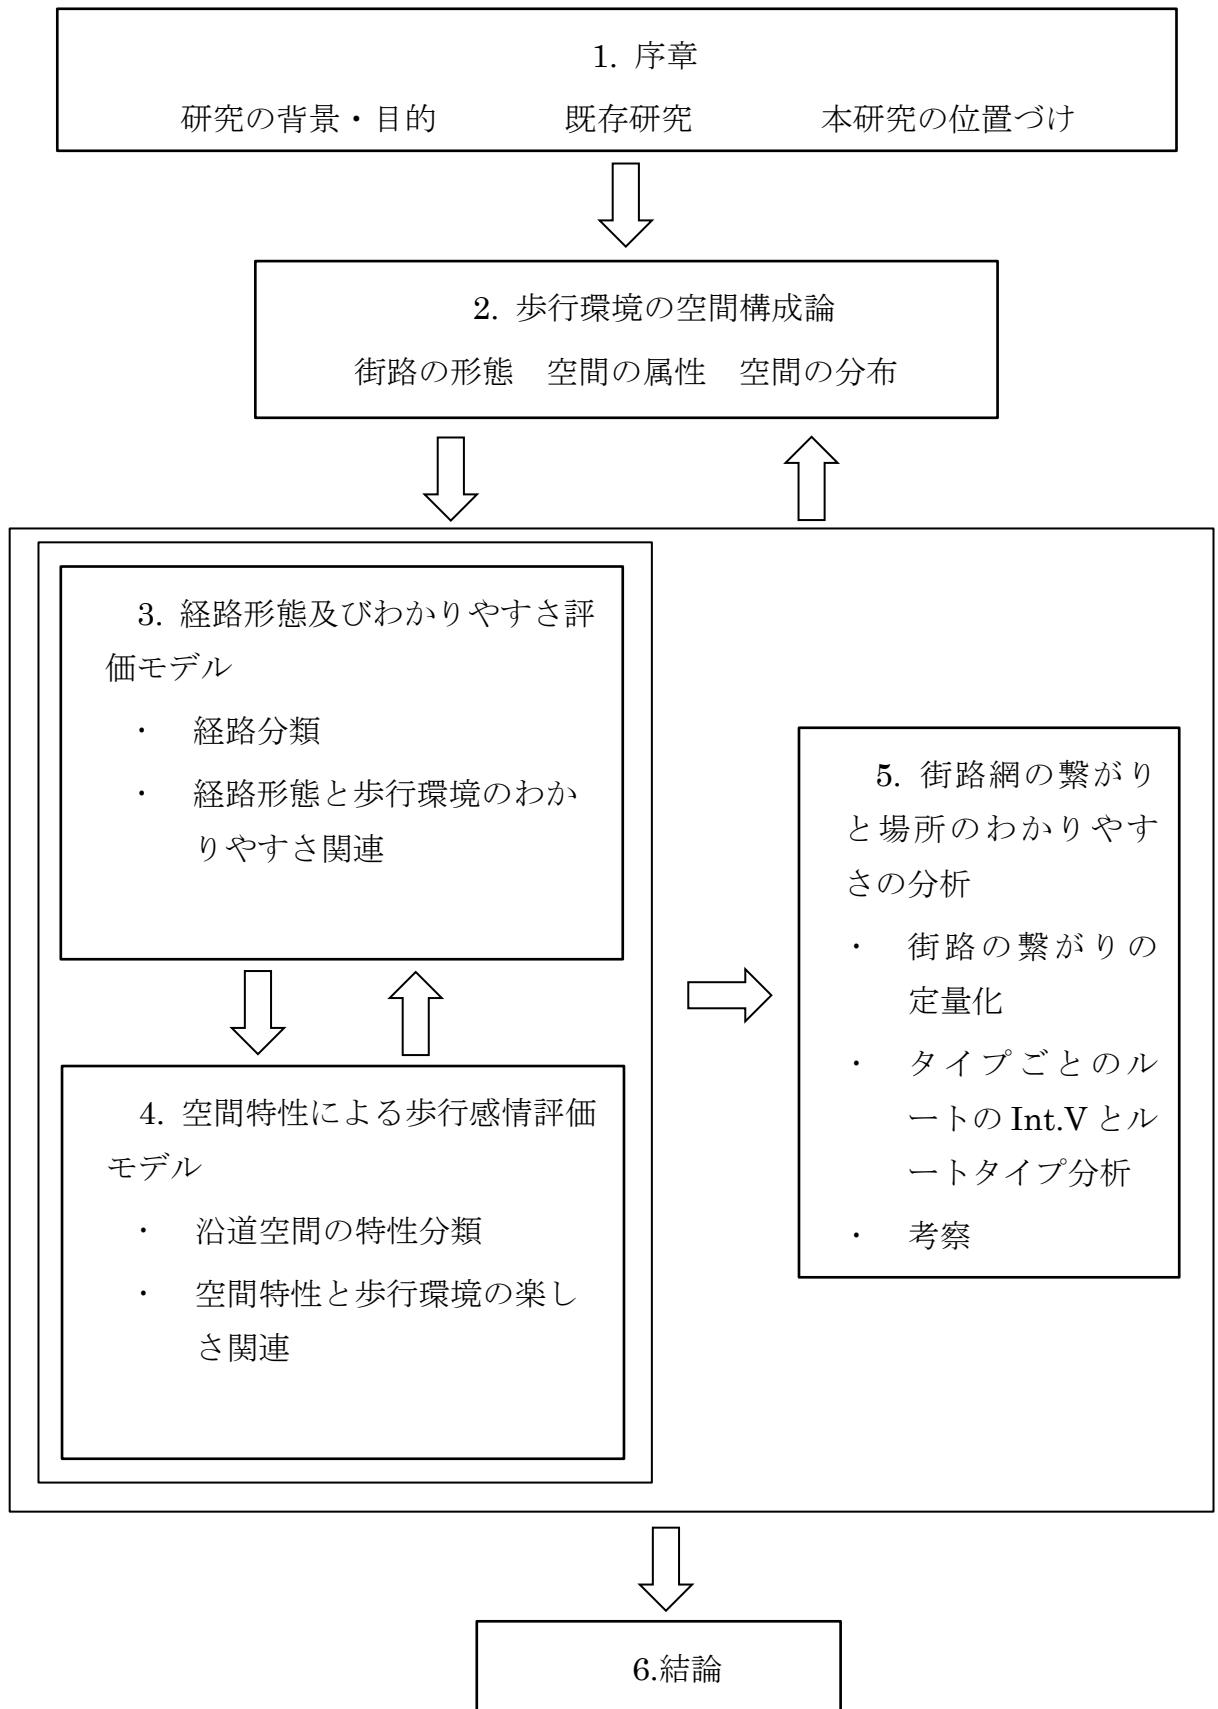 1. 序章
研究の背景・目的 既存研究 本研究の位置づけ
2. 歩行環境の空間構成論
街路の形態 空間の属性 空間の分布
3. 経路形態及びわかりやすさ評
価モデル
・ 経路分類
・ 経路形態と歩行環境のわか
りやすさ関連
4. 空間特性による歩行感情評価
モデル
・ 沿道空間の特性分類
・ 空間特性と歩行環境の楽し
さ関連
5. 街路網の繋がり
と場所のわかりやす
さの分析
・ 街路の繋がりの
定量化
・ タイプごとのル
ートの Int.V とル
ートタイプ分析
・ 考察
6.結論